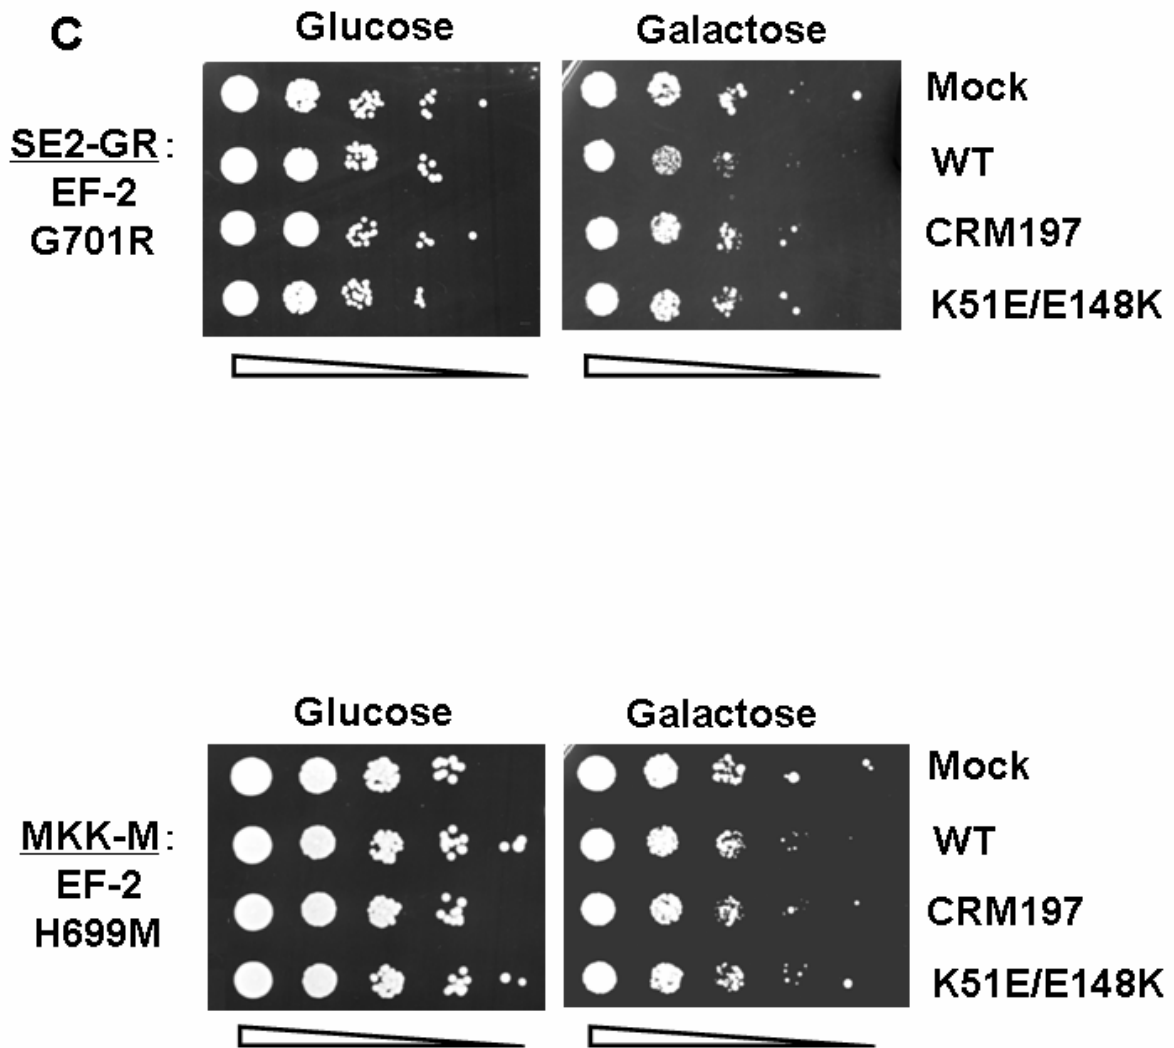 C
Glucose
Galactose
SE2-GR:
EF-2
G701R
Mock
WT
CRM197
K51E/E148K
Glucose
Galactose
MKK-M:
EF-2
H699M
Mock
WT
CRM197
K51E/E148K